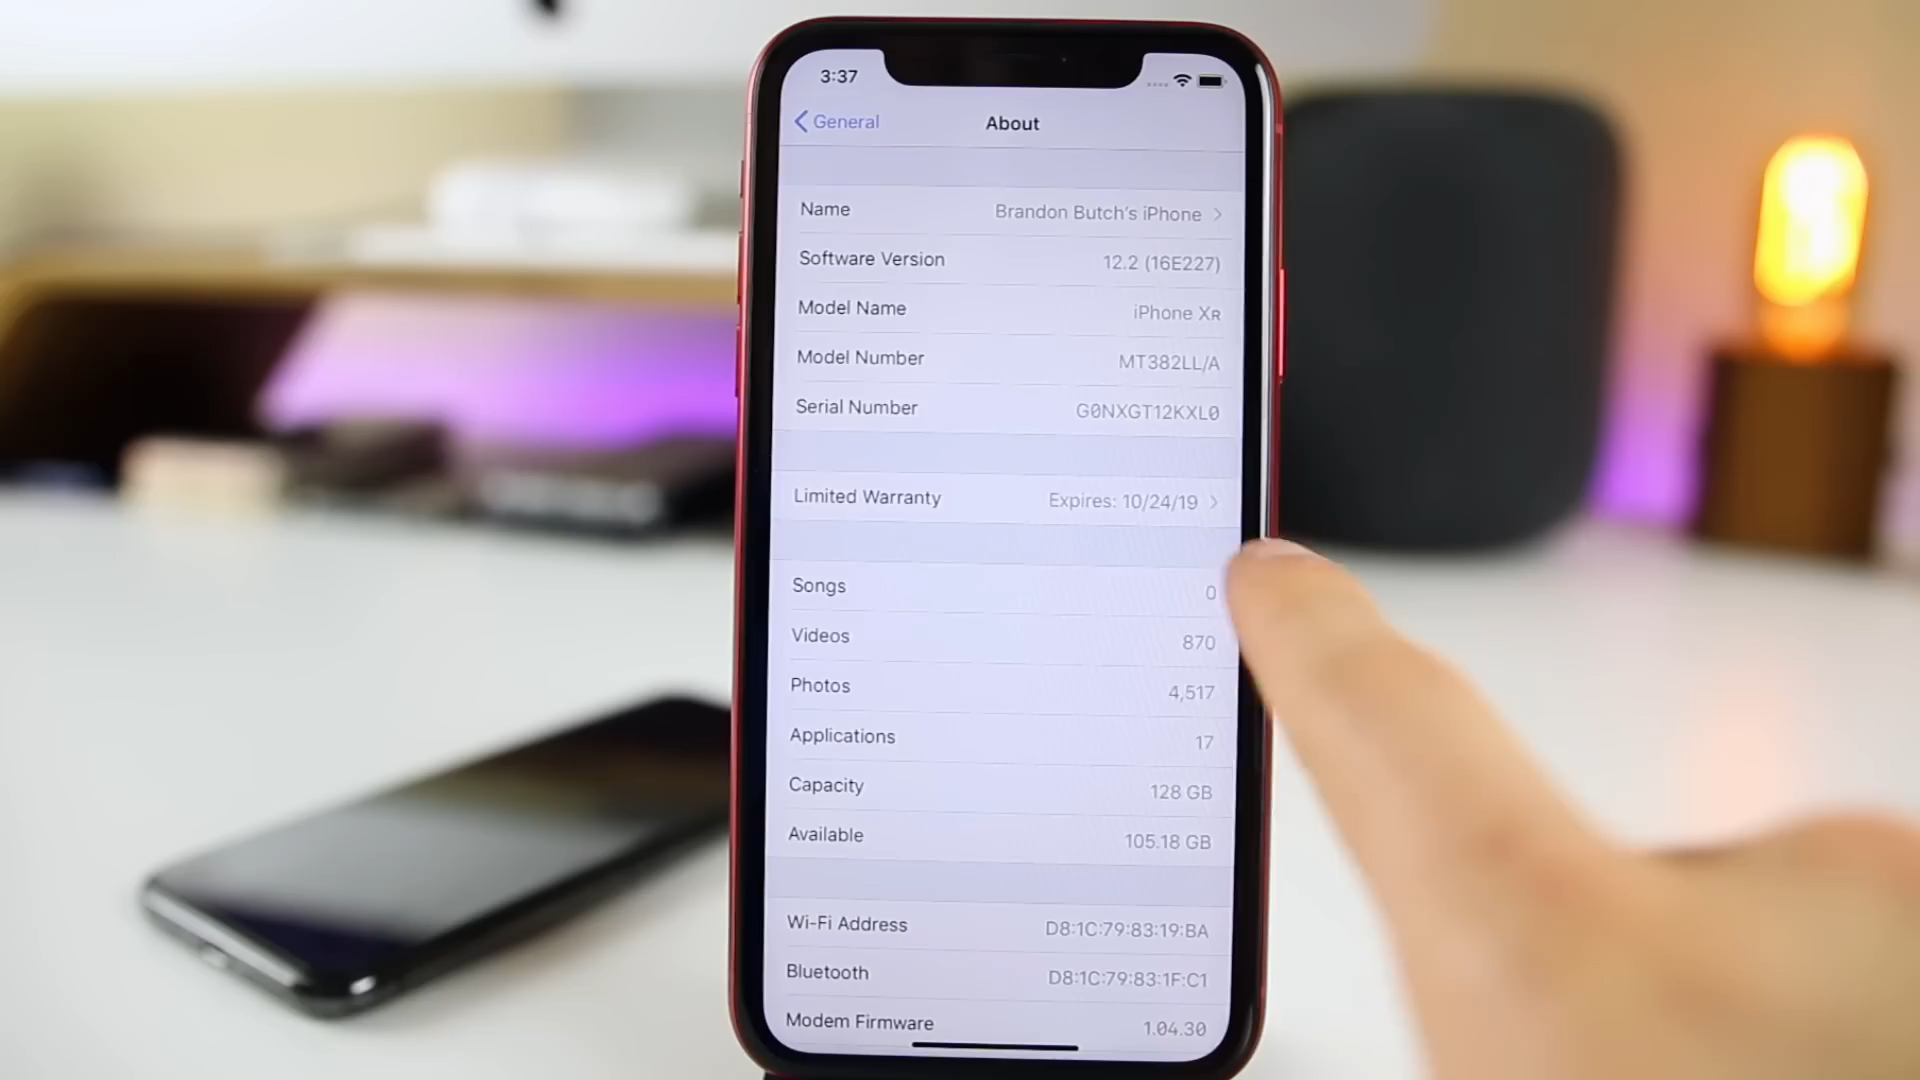 3:37
General
About
Name Brandon Butch's iPhone
Software Version 12.2 (16E227)
Model Name iPhone XR
Model Number MT382LL/A
Serial Number G0NXGT12KXL0
Limited Warranty Expires: 10/24/19
Songs 0
Videos 870
Photos 4,517
Applications 17
Capacity 128 GB
Available 105.18 GB
Wi-Fi Address D8:1C:79:83:19:BA
Bluetooth D8:1C:79:83:1F:C1
Modem Firmware 1.04.30